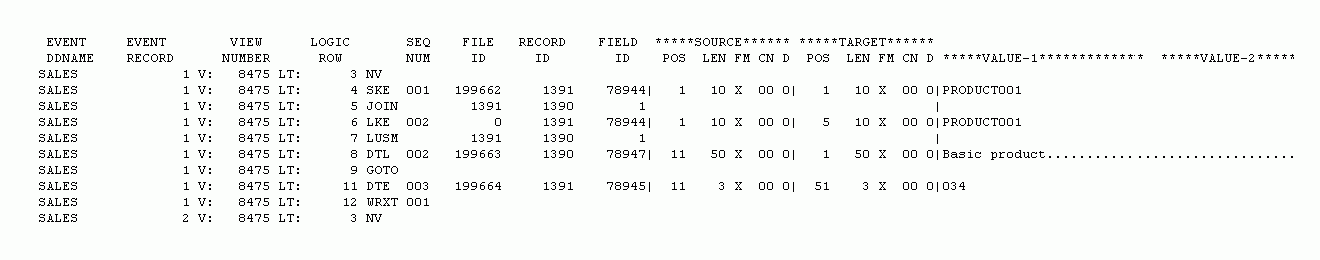 EVENT EVENT VIEW LOGIC SEQ FILE RECORD FIELD *****SOURCE****** *****TARGET******
DDNAME RECORD NUMBER ROW NUM ID ID ID POS LEN FM CN D POS LEN FM CN D *****VALUE-1************* *****VALUE-2*****
SALES 1 V: 8475 LT: 3 NV
SALES 1 V: 8475 LT: 4 SKE 001 199662 1391 78944| 1 10 X 00 0| 1 10 X 00 0|PRODUCT001
SALES 1 V: 8475 LT: 5 JOIN 1391 1390 1 |
SALES 1 V: 8475 LT: 6 LKE 002 0 1391 78944| 1 10 X 00 0| 5 10 X 00 0|PRODUCT001
SALES 1 V: 8475 LT: 7 LUSM 1391 1390 1 |
SALES 1 V: 8475 LT: 8 DTL 002 199663 1390 78947| 11 50 X 00 0| 1 50 X 00 0|Basic product...............................
SALES 1 V: 8475 LT: 9 GOTO
SALES 1 V: 8475 LT: 11 DTE 003 199664 1391 78945| 11 3 X 00 0| 51 3 X 00 0|034
SALES 1 V: 8475 LT: 12 WRXT 001
SALES 2 V: 8475 LT: 3 NV